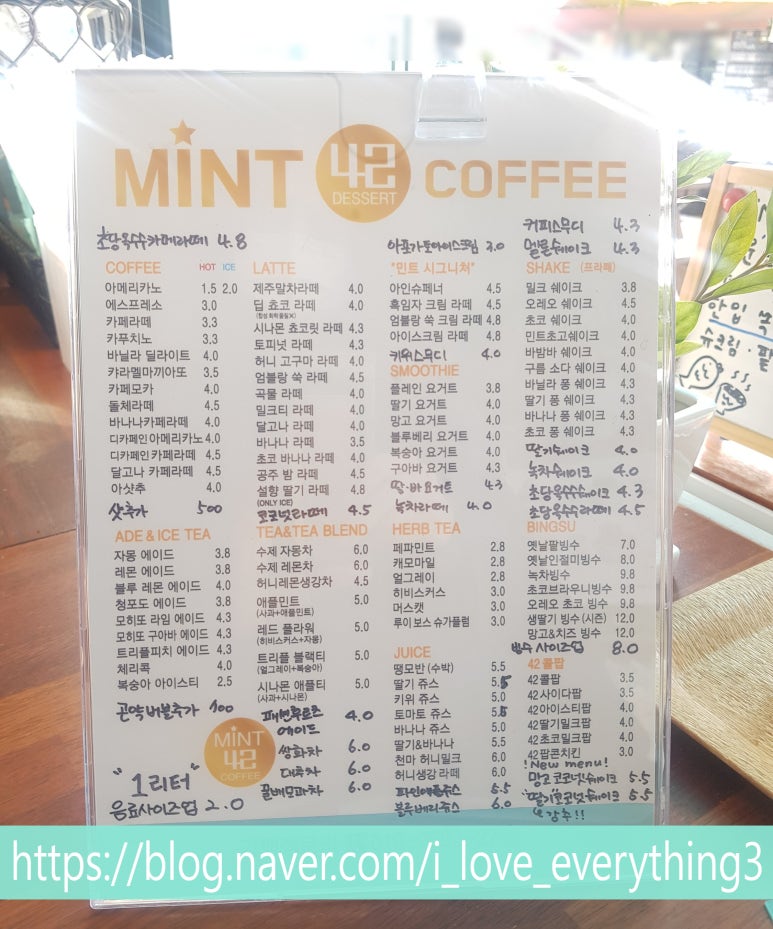 MINT 42 DESSERT COFFEE
초당옥수수카페라떼 4.8
COFFEE HOT ICE
아메리카노 1.5 2.0
에스프레소 3.0
카페라떼 3.3
카푸치노 3.3
바닐라 딜라이트 4.0
캬라멜마끼아또 3.5
카페모카 4.0
돌체라떼 4.5
바나나카페라떼 4.0
디카페인아메리카노 4.0
디카페인 카페라떼 4.5
달고나 카페라떼 4.5
아샷추 4.0
샷추가 500
LATTE
제주말차라떼 4.0
딥 쵸코 라떼 4.0
시나몬 쵸코릿 라떼 4.3
토피넛 라떼 4.3
허니 고구마 라떼 4.0
엄블랑 쑥 라떼 4.5
곡물 라떼 4.0
밀크티 라떼 4.0
달고나 라떼 4.0
바나나 라떼 3.5
초코 바나나 라떼 4.0
공주 밤 라떼 4.5
설향 딸기 라떼 4.8
(ONLY ICE)
코코넛라떼 4.5
아포가토아이스크림 3.0
"민트 시그니처"
아인슈페너 4.5
흑임자 크림 라떼 4.5
엄블랑 쑥 크림 라떼 4.8
아이스크림 라떼 4.8
키위스무디 4.0
SMOOTHIE
플레인 요거트 3.8
딸기 요거트 4.0
망고 요거트 4.0
블루베리 요거트 4.0
복숭아 요거트 4.0
구아바 요거트 4.3
딸·바요거트 4.3
녹차라떼 4.0
커피스무디 4.3
멜론쉐이크 4.3
SHAKE (프라페)
밀크 쉐이크 3.8
오레오 쉐이크 4.5
초코 쉐이크 4.0
민트초고쉐이크 4.0
바밤바 쉐이크 4.0
구름 소다 쉐이크 4.0
바닐라 퐁 쉐이크 4.3
딸기 퐁 쉐이크 4.3
바나나 퐁 쉐이크 4.3
초코 퐁 쉐이크 4.3
딸기쉐이크 4.0
녹차쉐이크 4.0
초당옥수수쉐이크 4.3
초당옥수수라떼 4.5
ADE & ICE TEA
자몽 에이드 3.8
레몬 에이드 3.8
블루 레몬 에이드 4.0
청포도 에이드 3.8
모히또 라임 에이드 4.3
모히또 구아바 에이드 4.3
트리플피치 에이드 4.3
체리콕 4.0
복숭아 아이스티 2.5
곤약버블추가 100
MINT 42 COFFEE
"1리터"
음료사이즈업 2.0
TEA&TEA BLEND
수제 자몽차 6.0
수제 레몬차 6.0
허니레몬생강차 4.5
애플민트 5.0
(사과+애플민트)
레드 플라워 5.0
(히비스커스+자몽)
트리플 블랙티 5.0
(얼그레이+복숭아)
시나몬 애플티 5.0
(사과+시나몬)
패션후르츠 4.0
에이드
쌍화차 6.0
대추차 6.0
꿀배모과차 6.0
HERB TEA
페파민트 2.8
캐모마일 2.8
얼그레이 2.8
히비스커스 3.0
머스캣 3.0
루이보스 슈가플럼 3.0
JUICE
땡모반 (수박) 5.5
딸기 쥬스 5.5
키위 쥬스 5.0
토마토 쥬스 5.5
바나나 쥬스 5.0
딸기&바나나 5.5
천마 허니밀크 6.0
허니생강 라떼 6.0
파인애플쥬스 5.5
블루베리쥬스 6.0
BINGSU
옛날팥빙수 7.0
옛날인절미빙수 8.0
녹차빙수 9.8
초코브라우니빙수 9.8
오레오 초코 빙수 9.8
생딸기 빙수 (시즌) 12.0
망고&치즈 빙수 12.0
빙수 사이즈업 8.0
42 콜팝
42콜팝 3.5
42사이다팝 3.5
42아이스티팝 4.0
42딸기밀크팝 4.0
42초코밀크팝 4.0
42팝콘치킨 3.0
!New menu!
망고코코넛쉐이크 5.5
"딸기"코코넛쉐이크 5.5
강추!!
https://blog.naver.com/i_love_everything3